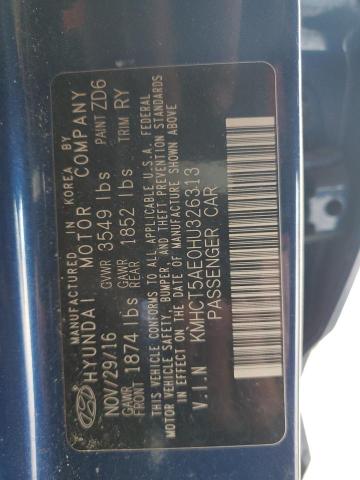 MANUFACTURED IN KOREA BY
HYUNDAI MOTOR COMPANY
NOV/29/16 GVWR 3549 lbs PAINT ZD6
GAWR FRONT 1874 lbs GAWR REAR 1852 lbs TRIM RY
THIS VEHICLE CONFORMS TO ALL APPLICABLE U.S.A. FEDERAL
MOTOR VEHICLE SAFETY, BUMPER, AND THEFT PREVENTION STANDARDS
IN EFFECT ON THE DATE OF MANUFACTURE SHOWN ABOVE.
V.I.N KMHCT5AE0HU326313
PASSENGER CAR